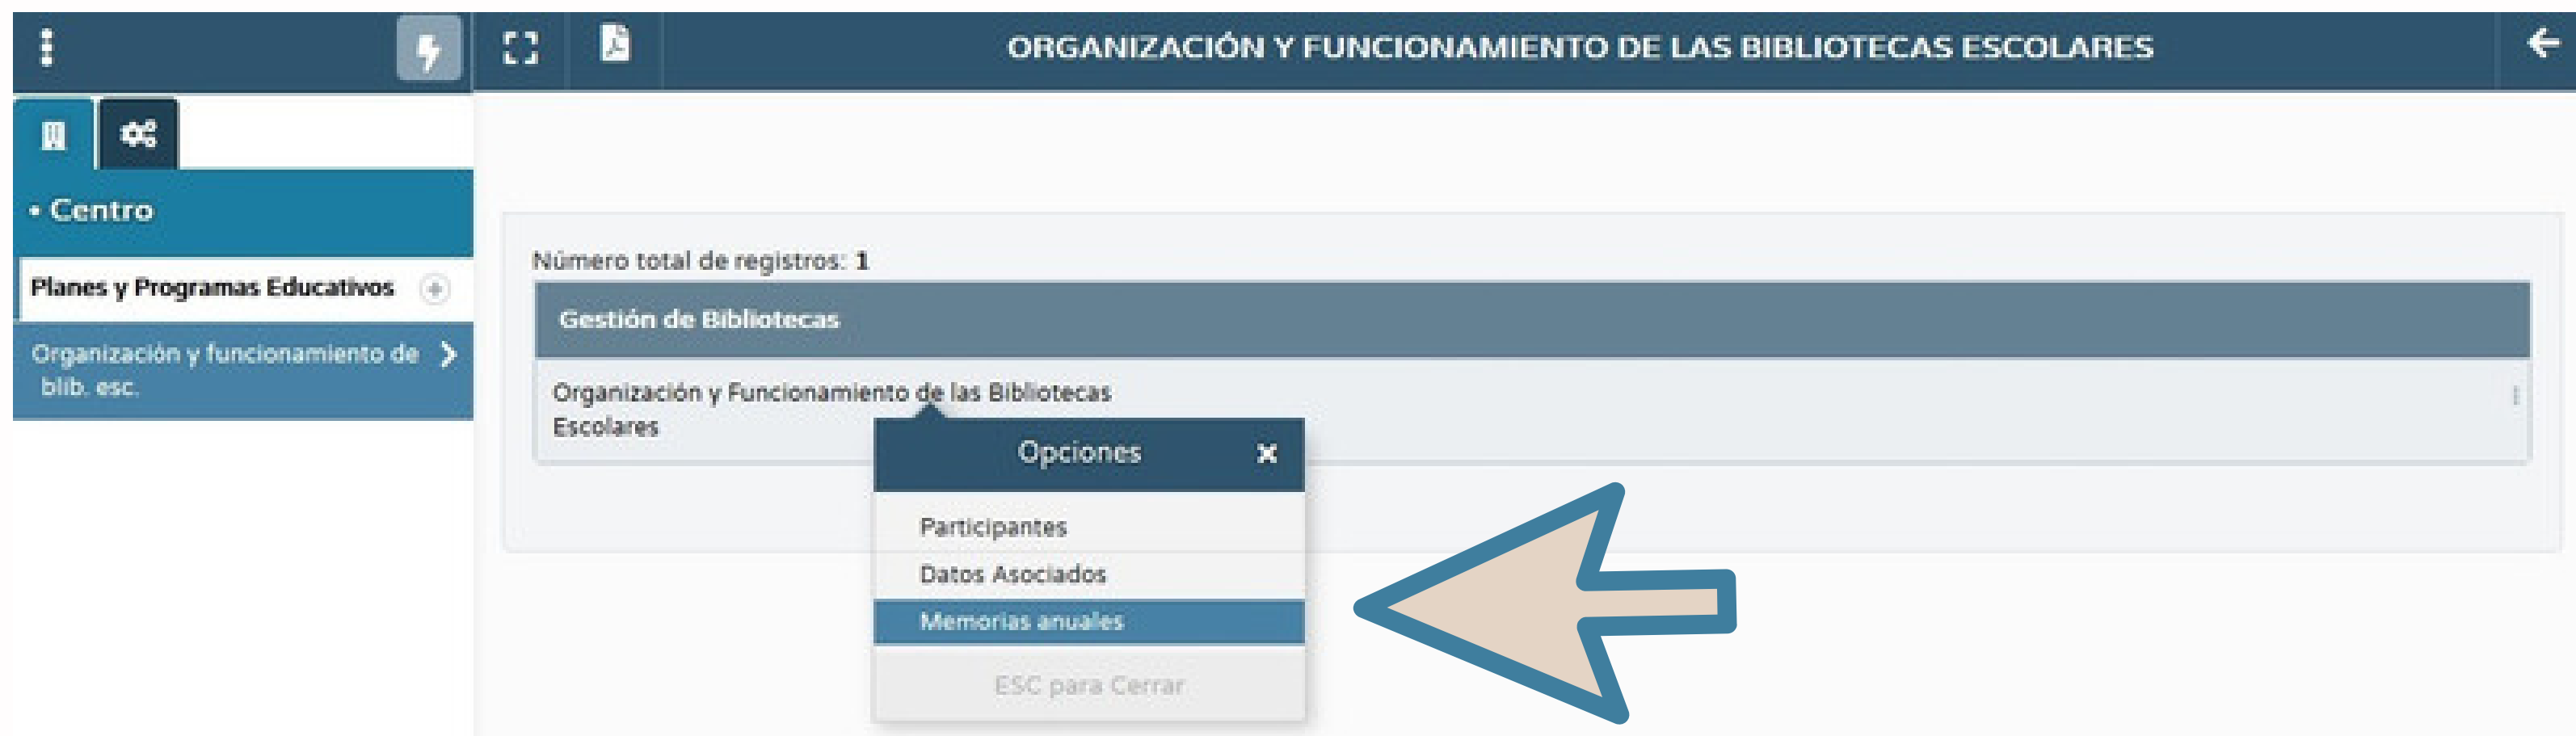 ORGANIZACIÓN Y FUNCIONAMIENTO DE LAS BIBLIOTECAS ESCOLARES
• Centro
Planes y Programas Educativos
Organización y funcionamiento de
blib. esc.
Número total de registros: 1
Gestión de Bibliotecas
Organización y Funcionamiento de las Bibliotecas
Escolares
Opciones
Participantes
Datos Asociados
Memorias anuales
ESC para Cerrar